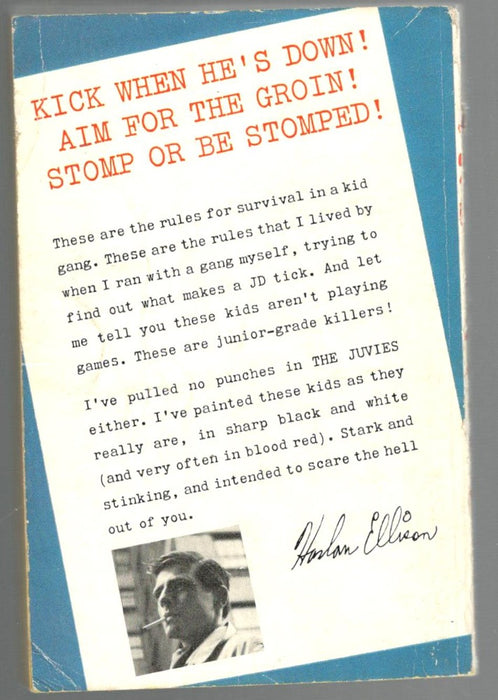 KICK WHEN HE'S DOWN!
AIM FOR THE GROIN!
STOMP OR BE STOMPED!
These are the rules for survival in a kid
gang. These are the rules that I lived by
when I ran with a gang myself, trying to
find out what makes a JD tick. And let
me tell you these kids aren't playing
games. These are junior-grade killers!
I've pulled no punches in THE JUVIES
either. I've painted these kids as they
really are, in sharp black and white
(and very often in blood red). Stark and
stinking, and intended to scare the hell
out of you.
Harlan Ellison